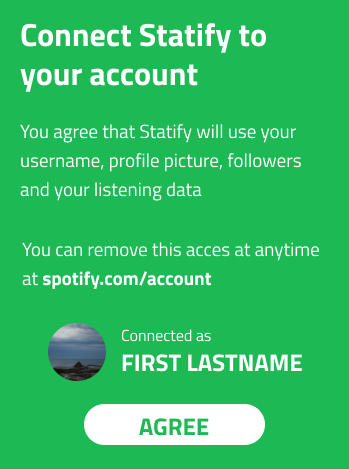 Connect Statify to
your account
You agree that Statify will use your
username, profile picture, followers
and your listening data
You can remove this acces at anytime
at spotify.com/account
Connected as
FIRST LASTNAME
AGREE